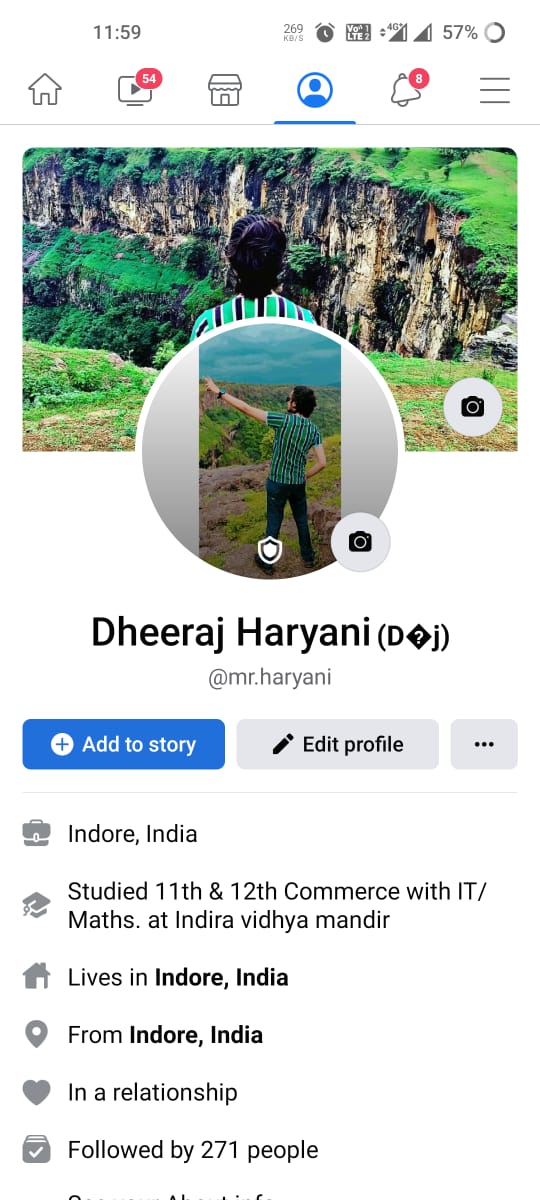 11:59
269
KB/S
Vo) 1
LTE 2
4G+
57%
54
8
Dheeraj Haryani (D�j)
@mr.haryani
Add to story
Edit profile
Indore, India
Studied 11th & 12th Commerce with IT/
Maths. at Indira vidhya mandir
Lives in Indore, India
From Indore, India
In a relationship
Followed by 271 people